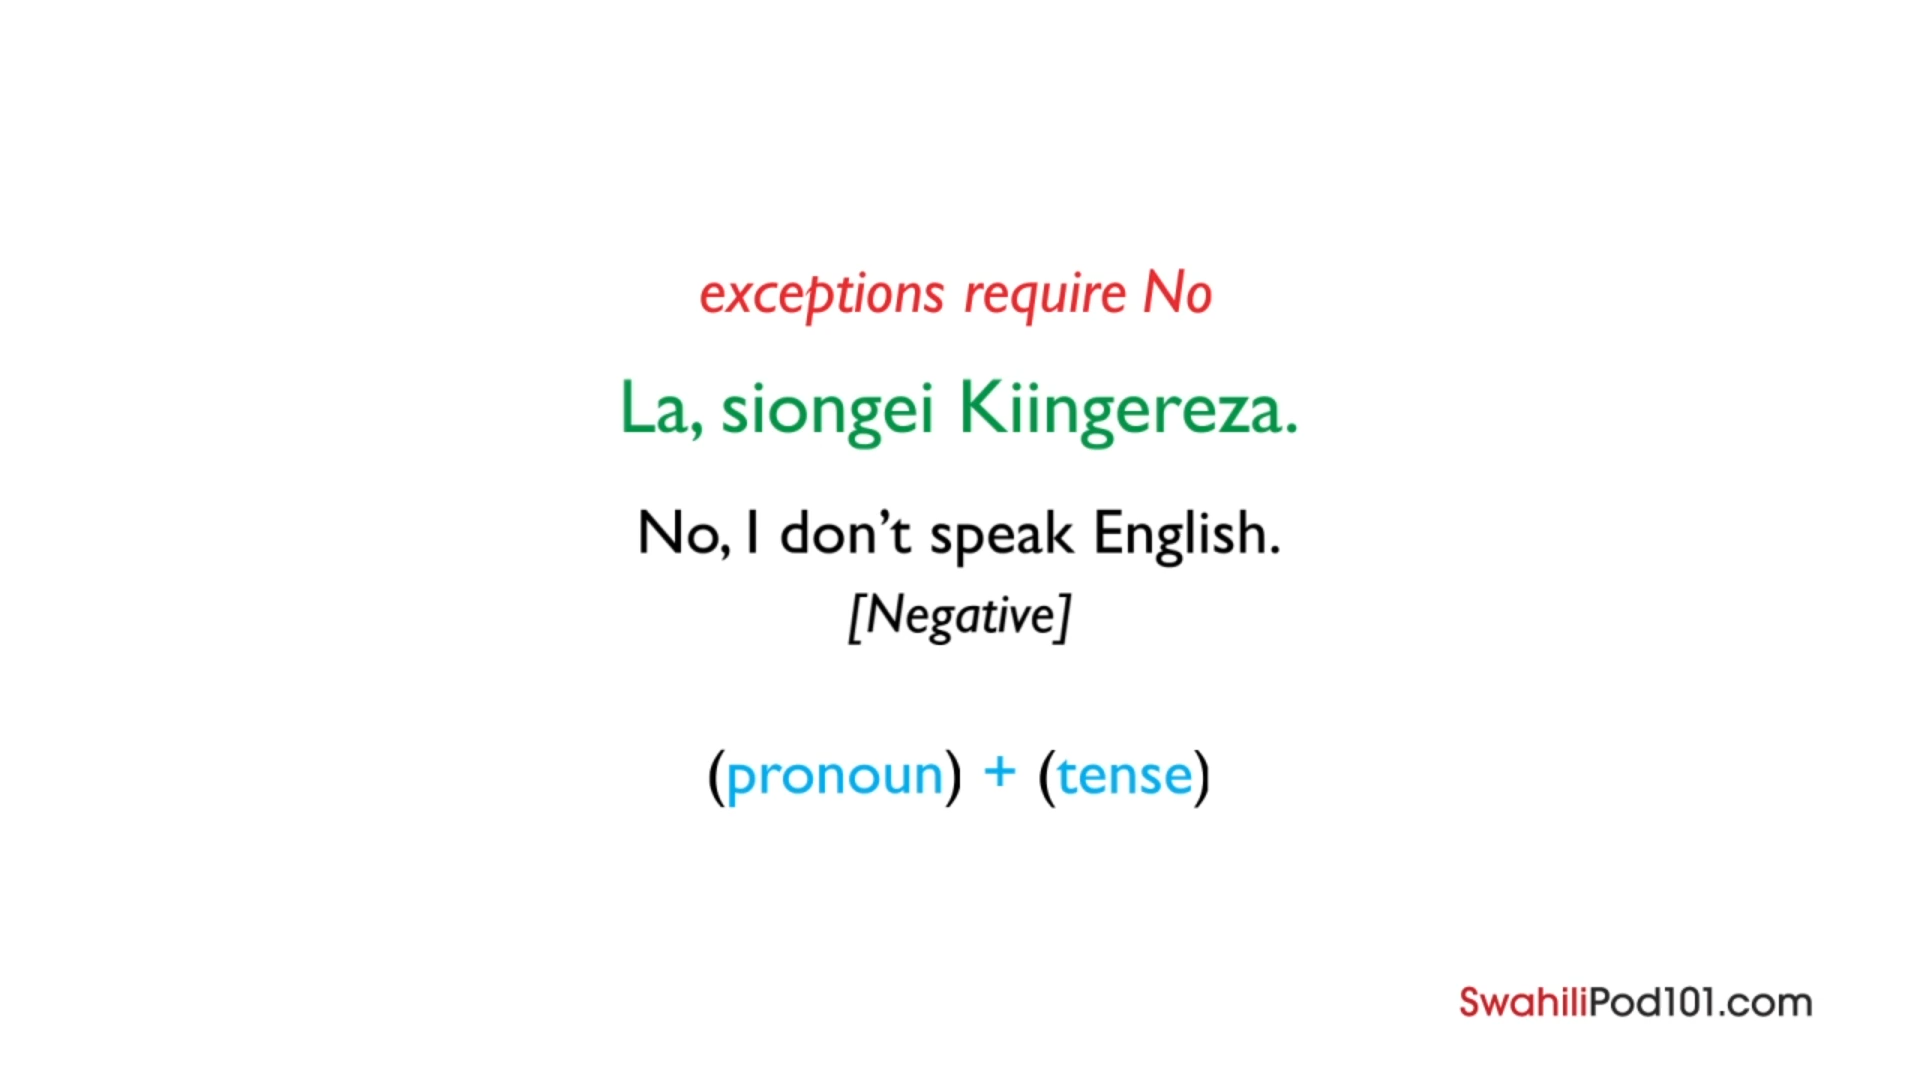 exceptions require No
La, siongei Kiingereza.
No, I don’t speak English.
[Negative]
(pronoun) + (tense)
SwahiliPod101.com